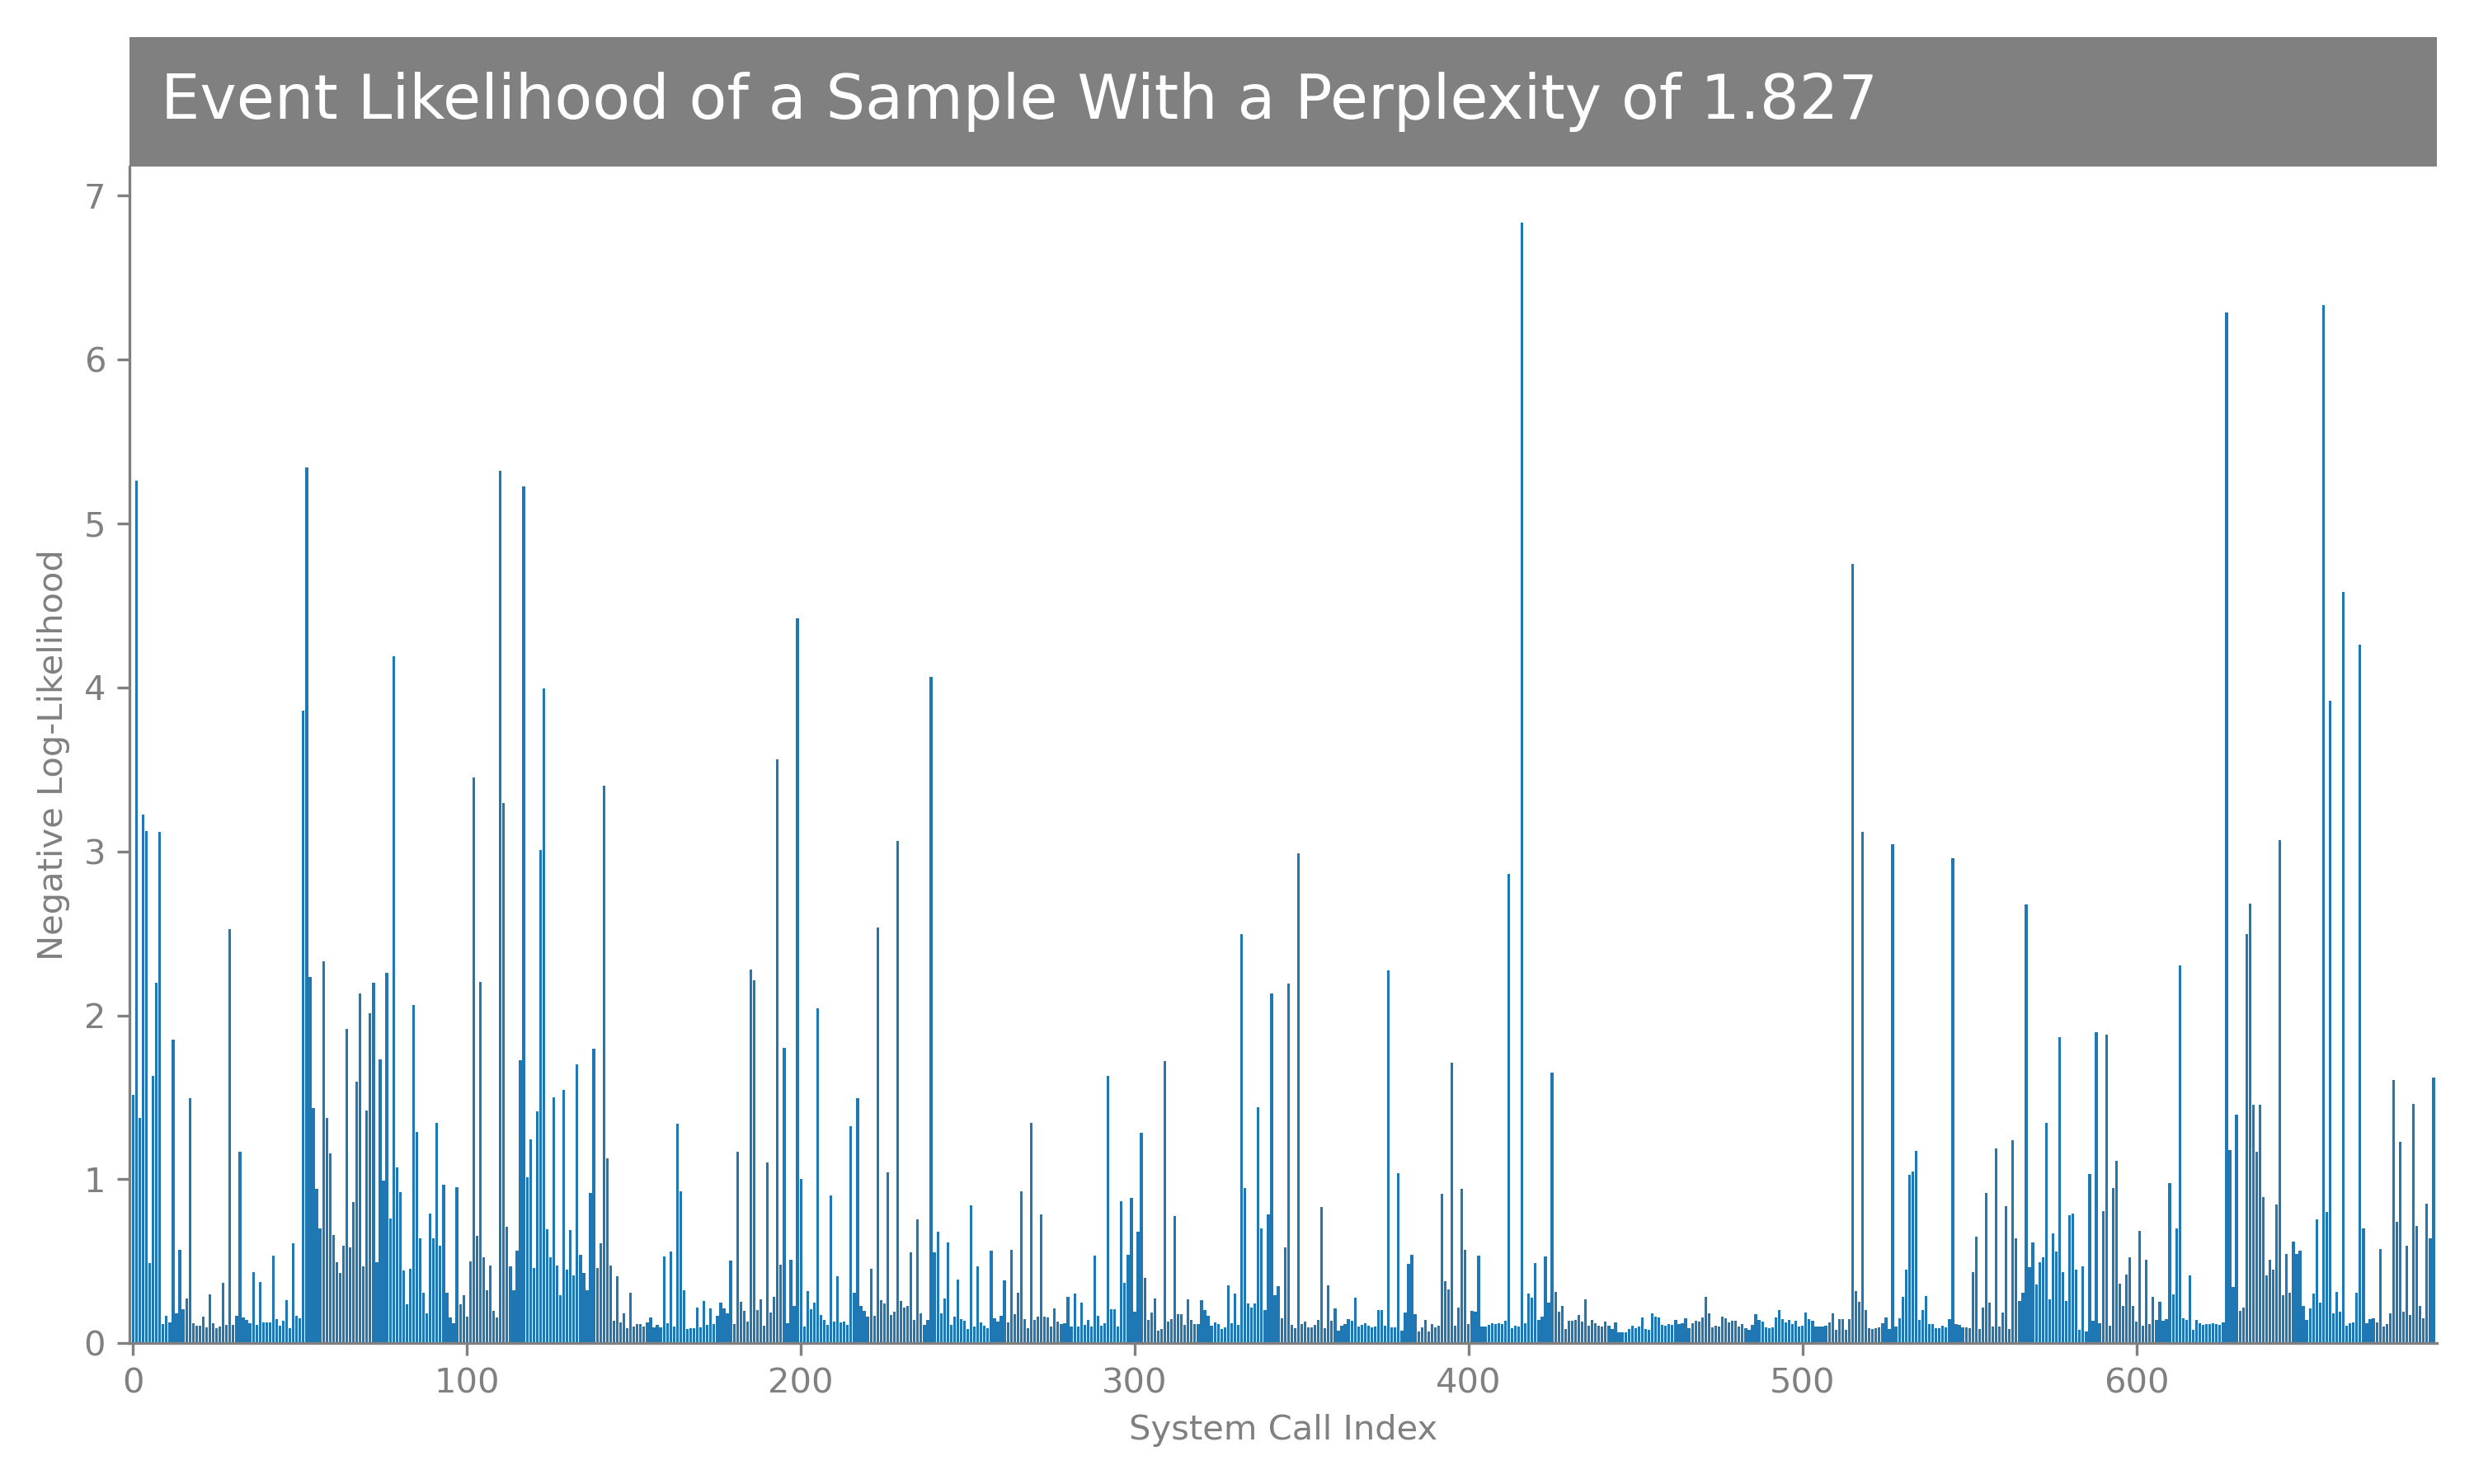 Event Likelihood of a Sample With a Perplexity of 1.827
7
6
5
4
3
2
1
0
Negative Log-Likelihood
0 100 200 300 400 500 600
System Call Index